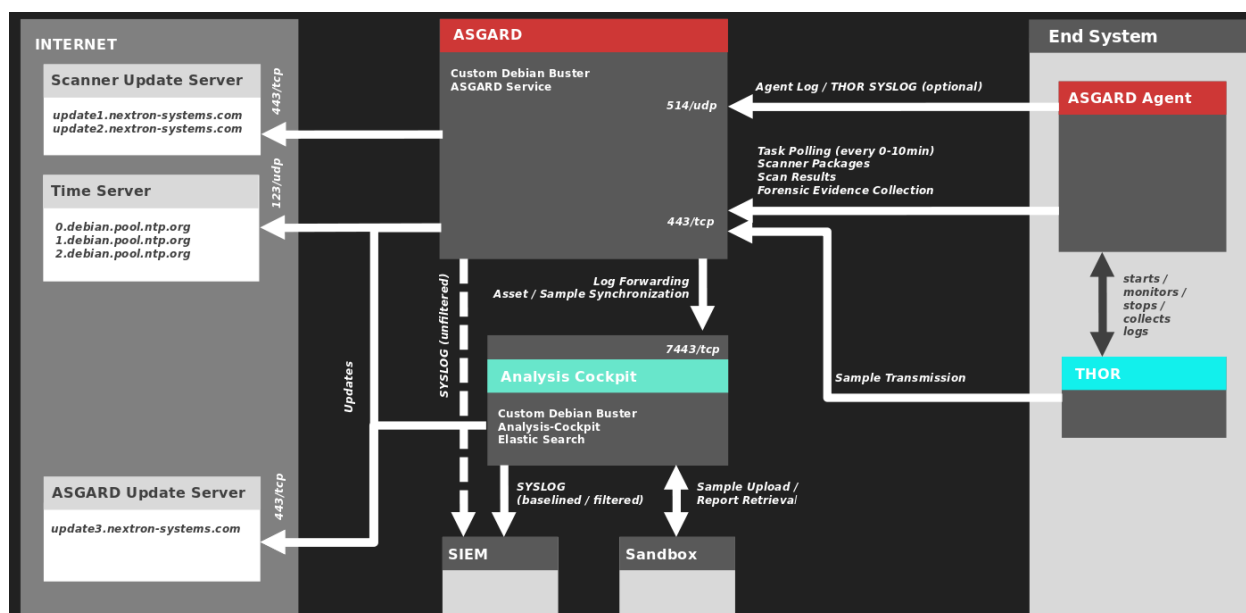 INTERNET
Scanner Update Server
update1.nextron-systems.com
update2.nextron-systems.com
443/tcp
Time Server
0.debian.pool.ntp.org
1.debian.pool.ntp.org
2.debian.pool.ntp.org
123/udp
ASGARD Update Server
update3.nextron-systems.com
443/tcp
Updates
ASGARD
Custom Debian Buster
ASGARD Service
514/udp
443/tcp
SYSLOG (unfiltered)
Log Forwarding
Asset / Sample Synchronization
7443/tcp
Analysis Cockpit
Custom Debian Buster
Analysis-Cockpit
Elastic Search
SYSLOG
(baselined / filtered)
Sample Upload /
Report Retrieval
SIEM
Sandbox
Agent Log / THOR SYSLOG (optional)
Task Polling (every 0-10min)
Scanner Packages
Scan Results
Forensic Evidence Collection
Sample Transmission
End System
ASGARD Agent
starts /
monitors /
stops /
collects
logs
THOR